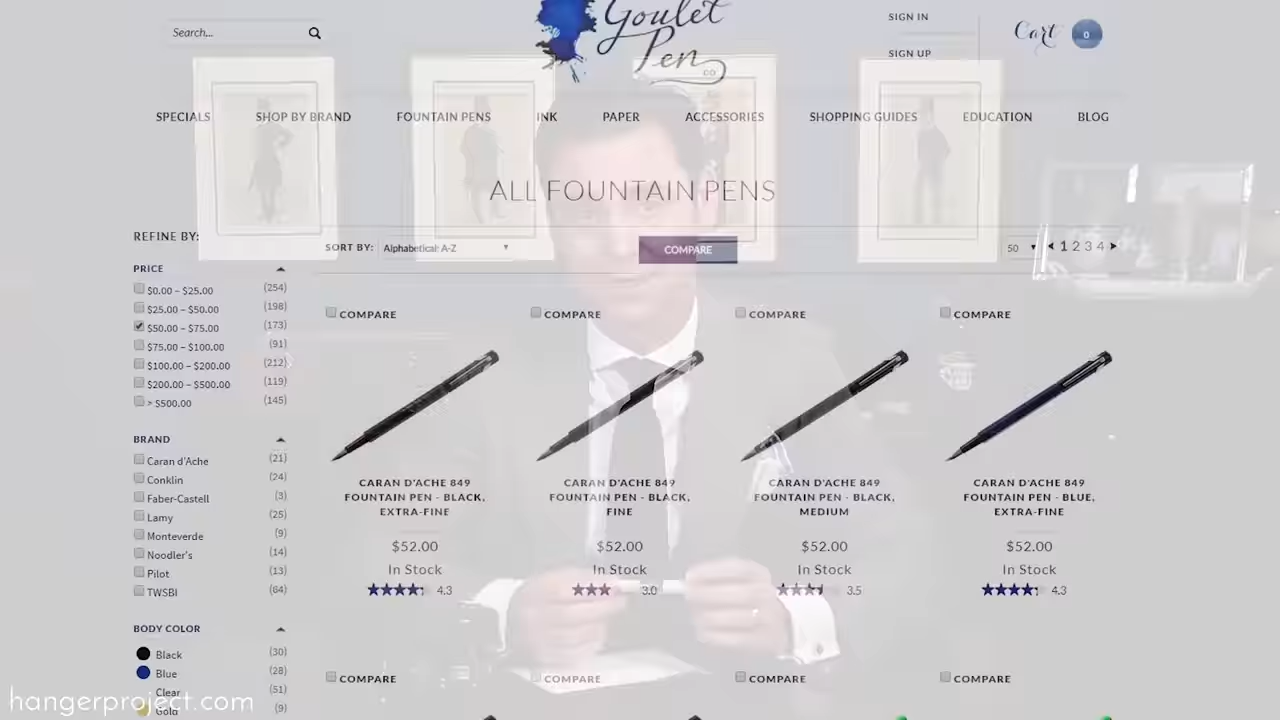 Goulet
Pen
CO
Search...
SIGN IN
SIGN UP
Cart 0
SPECIALS SHOP BY BRAND FOUNTAIN PENS INK PAPER ACCESSORIES SHOPPING GUIDES EDUCATION BLOG
ALL FOUNTAIN PENS
REFINE BY:
SORT BY: Alphabetical: A-Z COMPARE 50 1 2 3 4
PRICE
$0.00 – $25.00 (254)
$25.00 – $50.00 (198)
$50.00 – $75.00 (173)
$75.00 – $100.00 (91)
$100.00 – $200.00 (212)
$200.00 – $500.00 (119)
> $500.00 (145)
BRAND
Caran d'Ache (21)
Conklin (24)
Faber-Castell (3)
Lamy (25)
Monteverde (9)
Noodler's (14)
Pilot (13)
TWSBI (64)
BODY COLOR
Black (30)
Blue (28)
Clear (51)
Gold (9)
COMPARE COMPARE COMPARE COMPARE
CARAN D'ACHE 849
FOUNTAIN PEN - BLACK,
EXTRA-FINE
$52.00
In Stock
4.3
CARAN D'ACHE 849
FOUNTAIN PEN - BLACK,
FINE
$52.00
In Stock
3.0
CARAN D'ACHE 849
FOUNTAIN PEN - BLACK,
MEDIUM
$52.00
In Stock
3.5
CARAN D'ACHE 849
FOUNTAIN PEN - BLUE,
EXTRA-FINE
$52.00
In Stock
4.3
COMPARE COMPARE COMPARE COMPARE
hangerproject.com